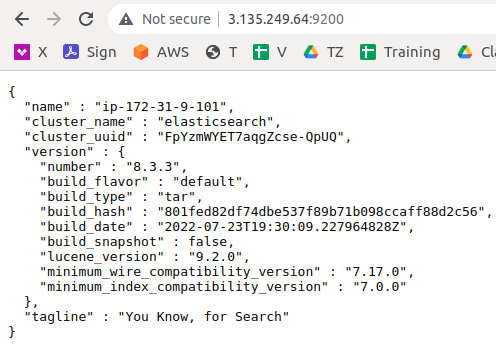 Not secure | 3.135.249.64:9200
X Sign AWS T V TZ Training Cla
{
"name" : "ip-172-31-9-101",
"cluster_name" : "elasticsearch",
"cluster_uuid" : "FpYzmWYET7aqgZcse-QpUQ",
"version" : {
"number" : "8.3.3",
"build_flavor" : "default",
"build_type" : "tar",
"build_hash" : "801fed82df74dbe537f89b71b098ccaff88d2c56",
"build_date" : "2022-07-23T19:30:09.227964828Z",
"build_snapshot" : false,
"lucene_version" : "9.2.0",
"minimum_wire_compatibility_version" : "7.17.0",
"minimum_index_compatibility_version" : "7.0.0"
},
"tagline" : "You Know, for Search"
}